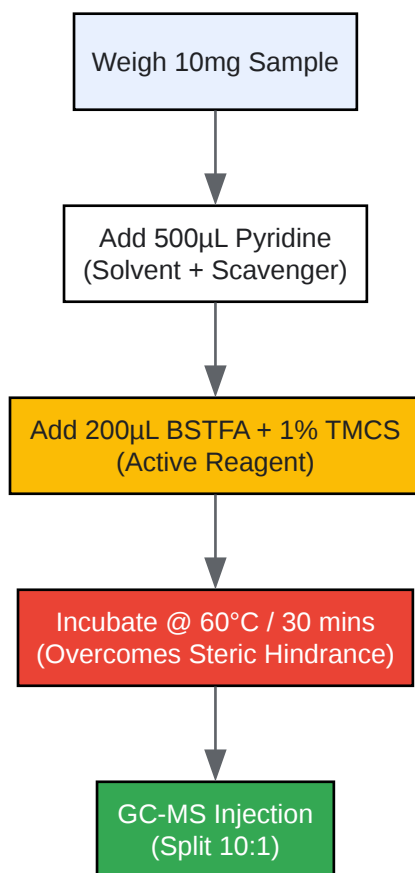 Weigh 10mg Sample
Add 500µL Pyridine
(Solvent + Scavenger)
Add 200µL BSTFA + 1% TMCS
(Active Reagent)
Incubate @ 60°C / 30 mins
(Overcomes Steric Hindrance)
GC-MS Injection
(Split 10:1)